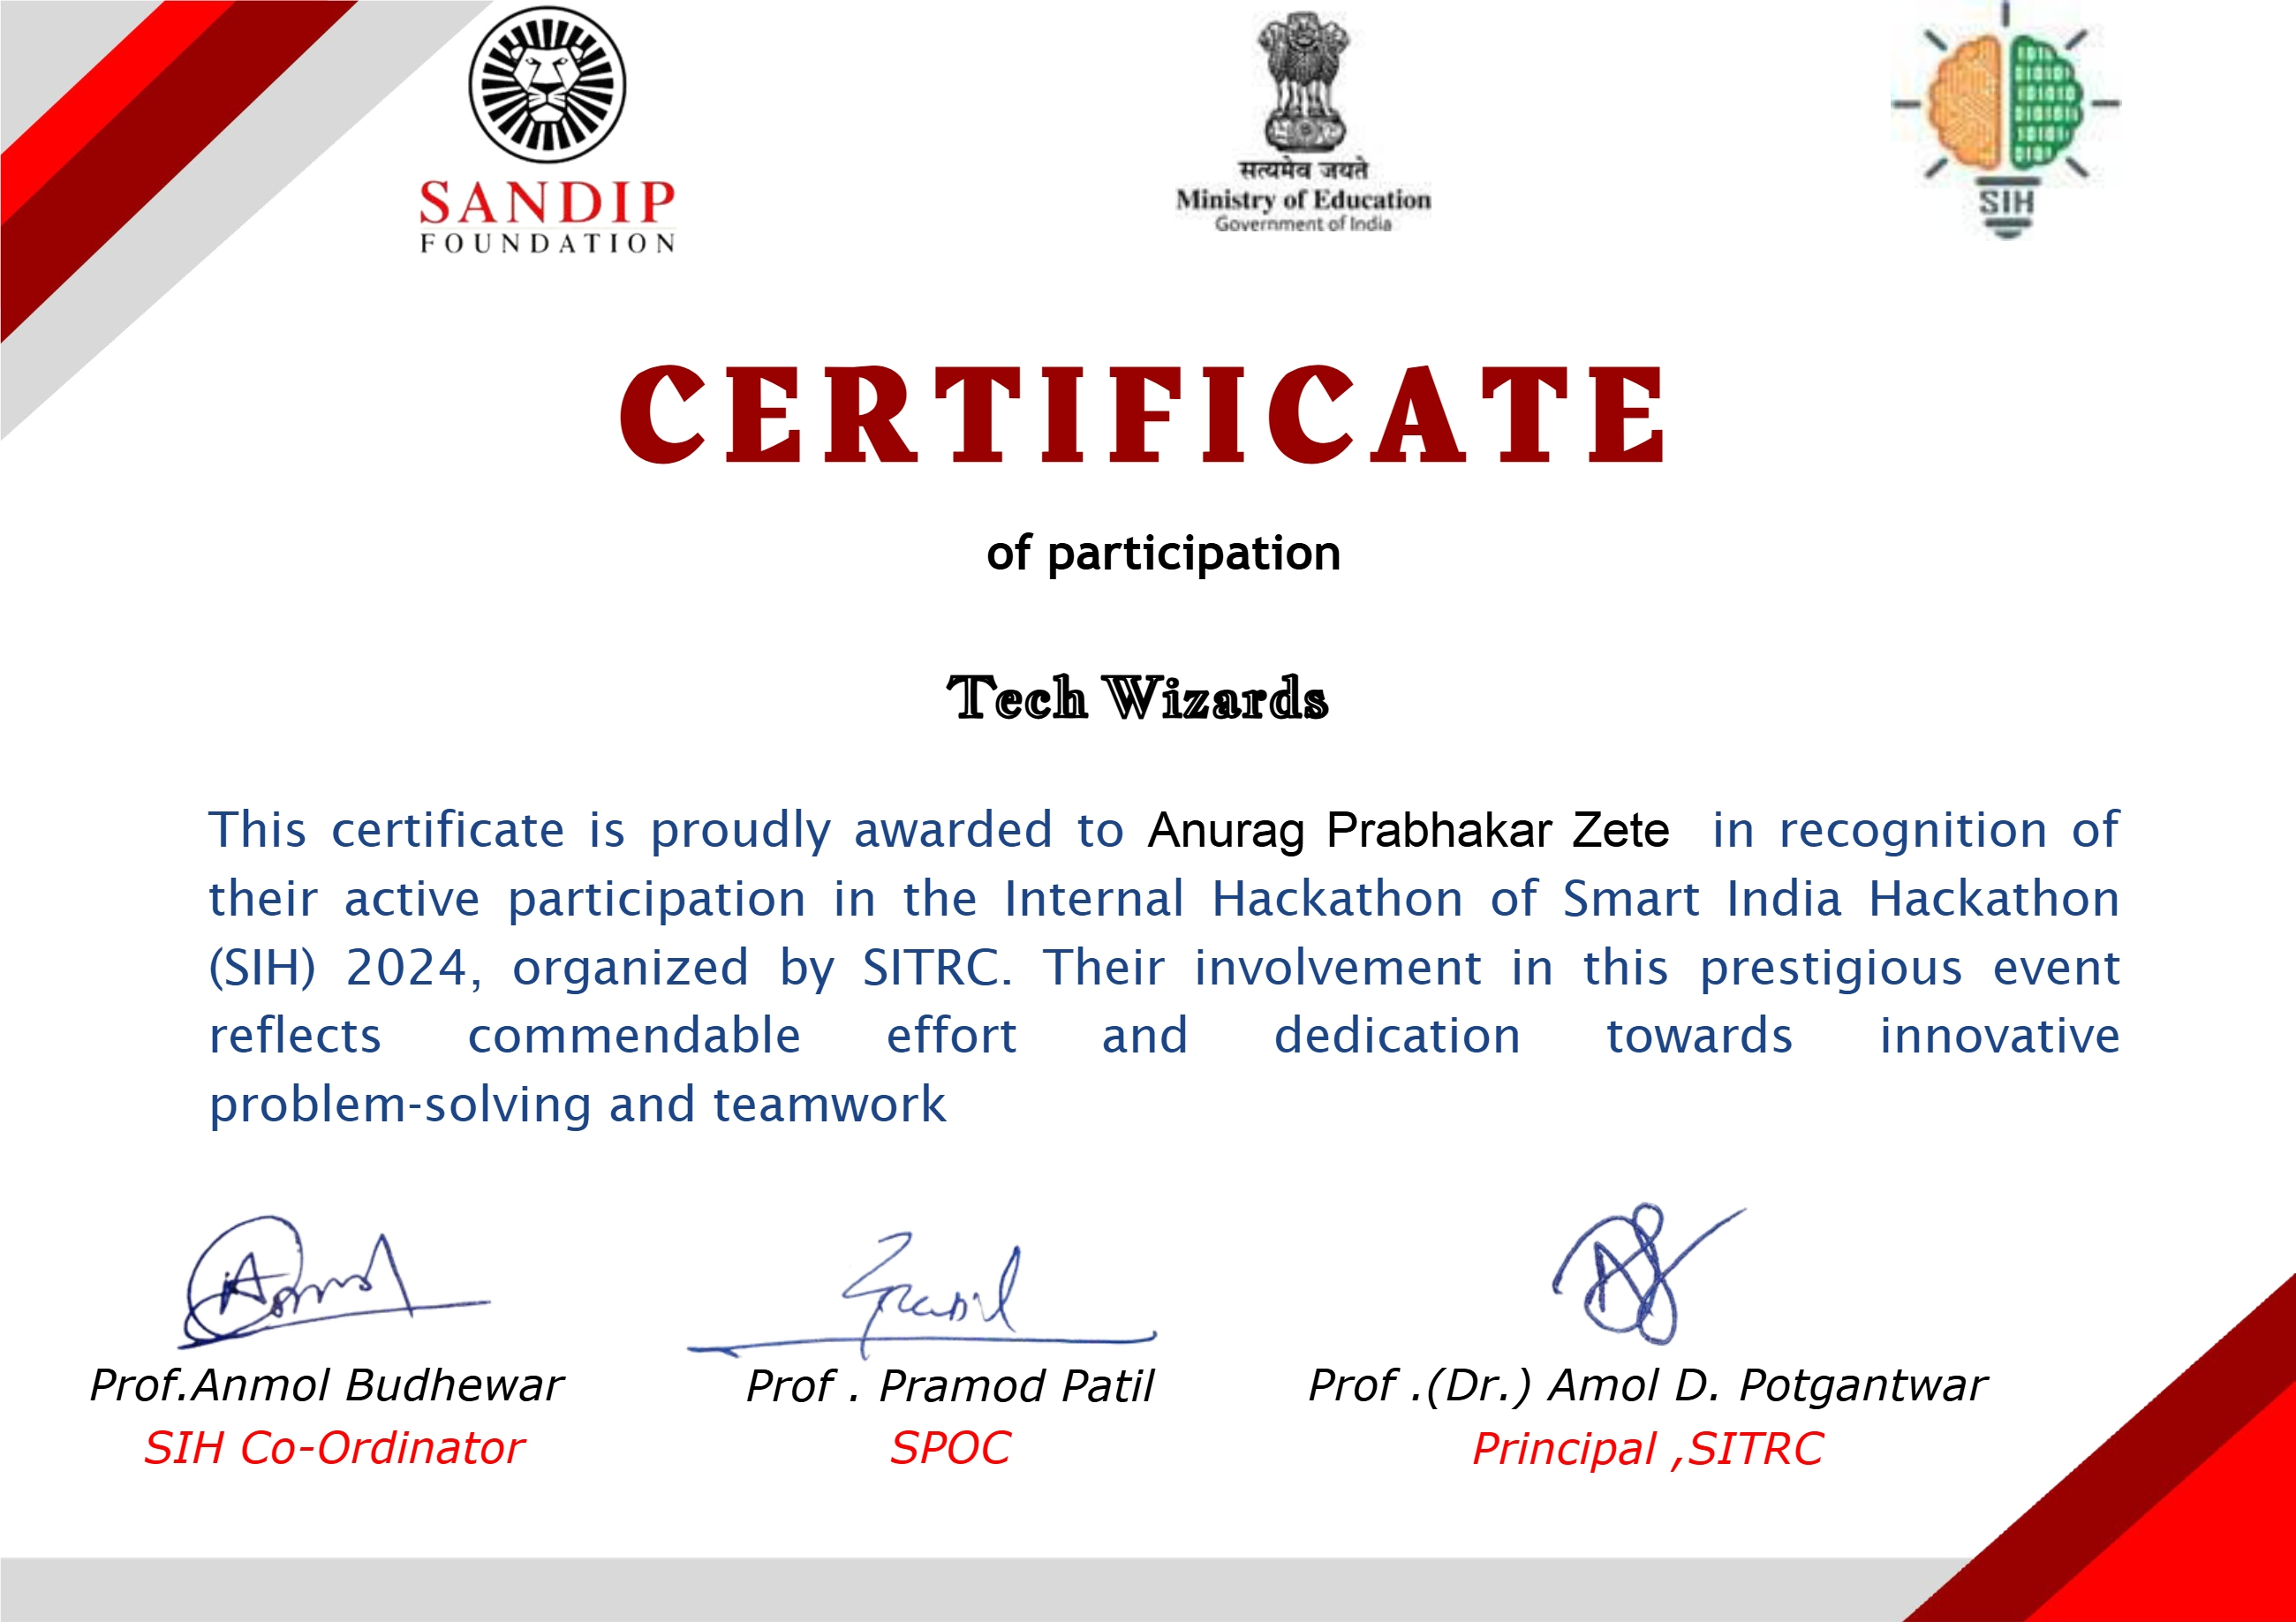 SANDIP
FOUNDATION
सत्यमेव जयते
Ministry of Education
Government of India
SIH
CERTIFICATE
of participation
Tech Wizards
This certificate is proudly awarded to Anurag Prabhakar Zete in recognition of
their active participation in the Internal Hackathon of Smart India Hackathon
(SIH) 2024, organized by SITRC. Their involvement in this prestigious event
reflects commendable effort and dedication towards innovative
problem-solving and teamwork
Prof.Anmol Budhewar
SIH Co-Ordinator
Prof . Pramod Patil
SPOC
Prof .(Dr.) Amol D. Potgantwar
Principal ,SITRC